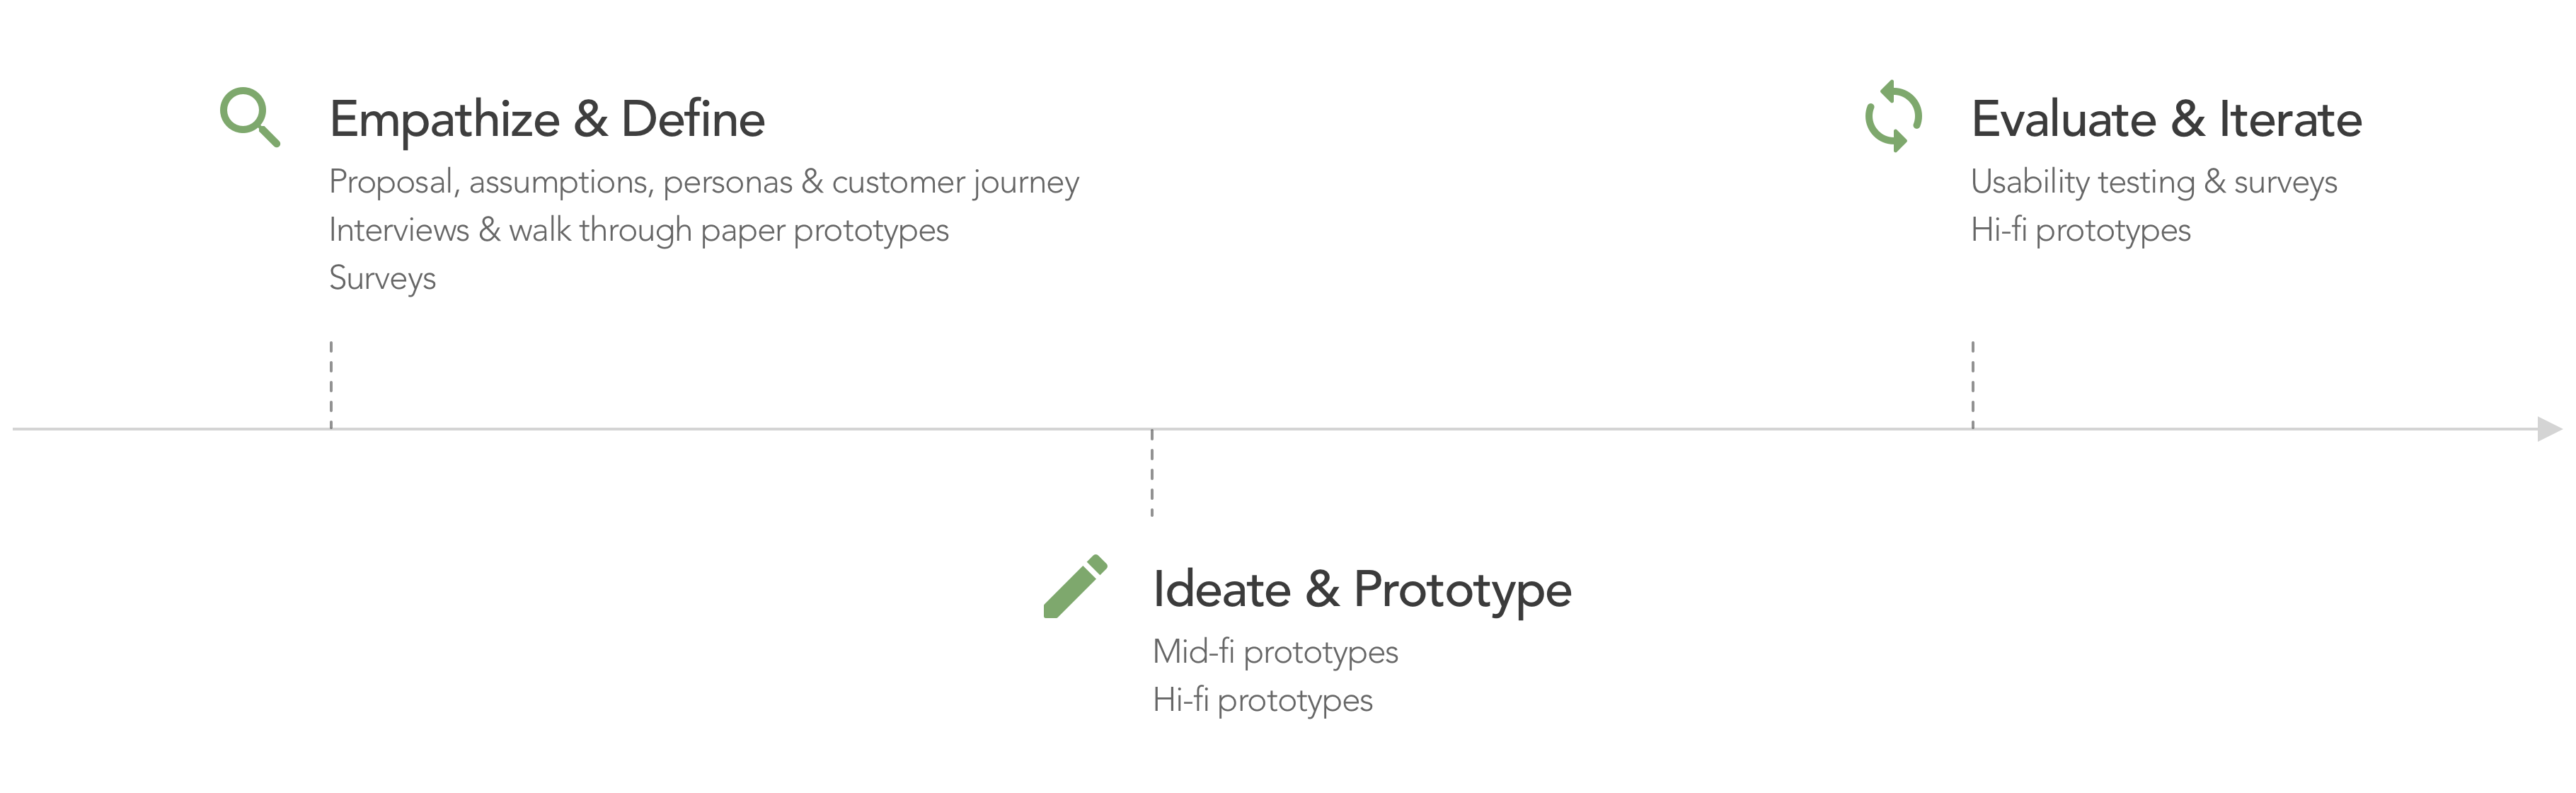 Empathize & Define
Proposal, assumptions, personas & customer journey
Interviews & walk through paper prototypes
Surveys
Ideate & Prototype
Mid-fi prototypes
Hi-fi prototypes
Evaluate & Iterate
Usability testing & surveys
Hi-fi prototypes